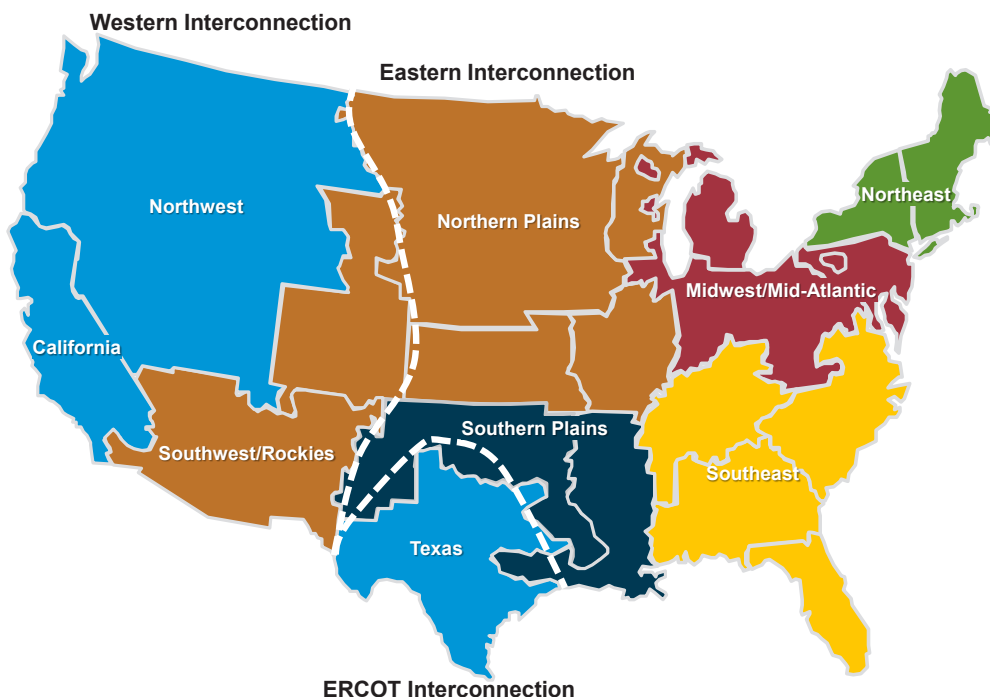 Western Interconnection
Eastern Interconnection
Northeast
Northwest
Northern Plains
Midwest/Mid-Atlantic
California
Southern Plains
Southwest/Rockies
Southeast
Texas
ERCOT Interconnection